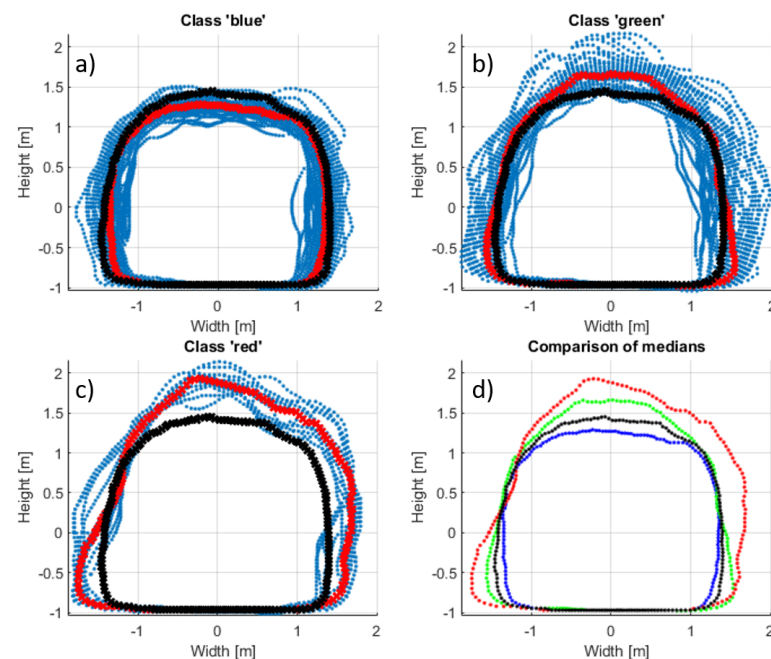 Class 'blue'
a)
Height [m]
2
1.5
1
0.5
0
-0.5
-1
-1 0 1 2
Width [m]
Class 'green'
b)
Height [m]
2
1.5
1
0.5
0
-0.5
-1
-1 0 1 2
Width [m]
Class 'red'
c)
Height [m]
2
1.5
1
0.5
0
-0.5
-1
-1 0 1 2
Width [m]
Comparison of medians
d)
Height [m]
2
1.5
1
0.5
0
-0.5
-1
-1 0 1 2
Width [m]